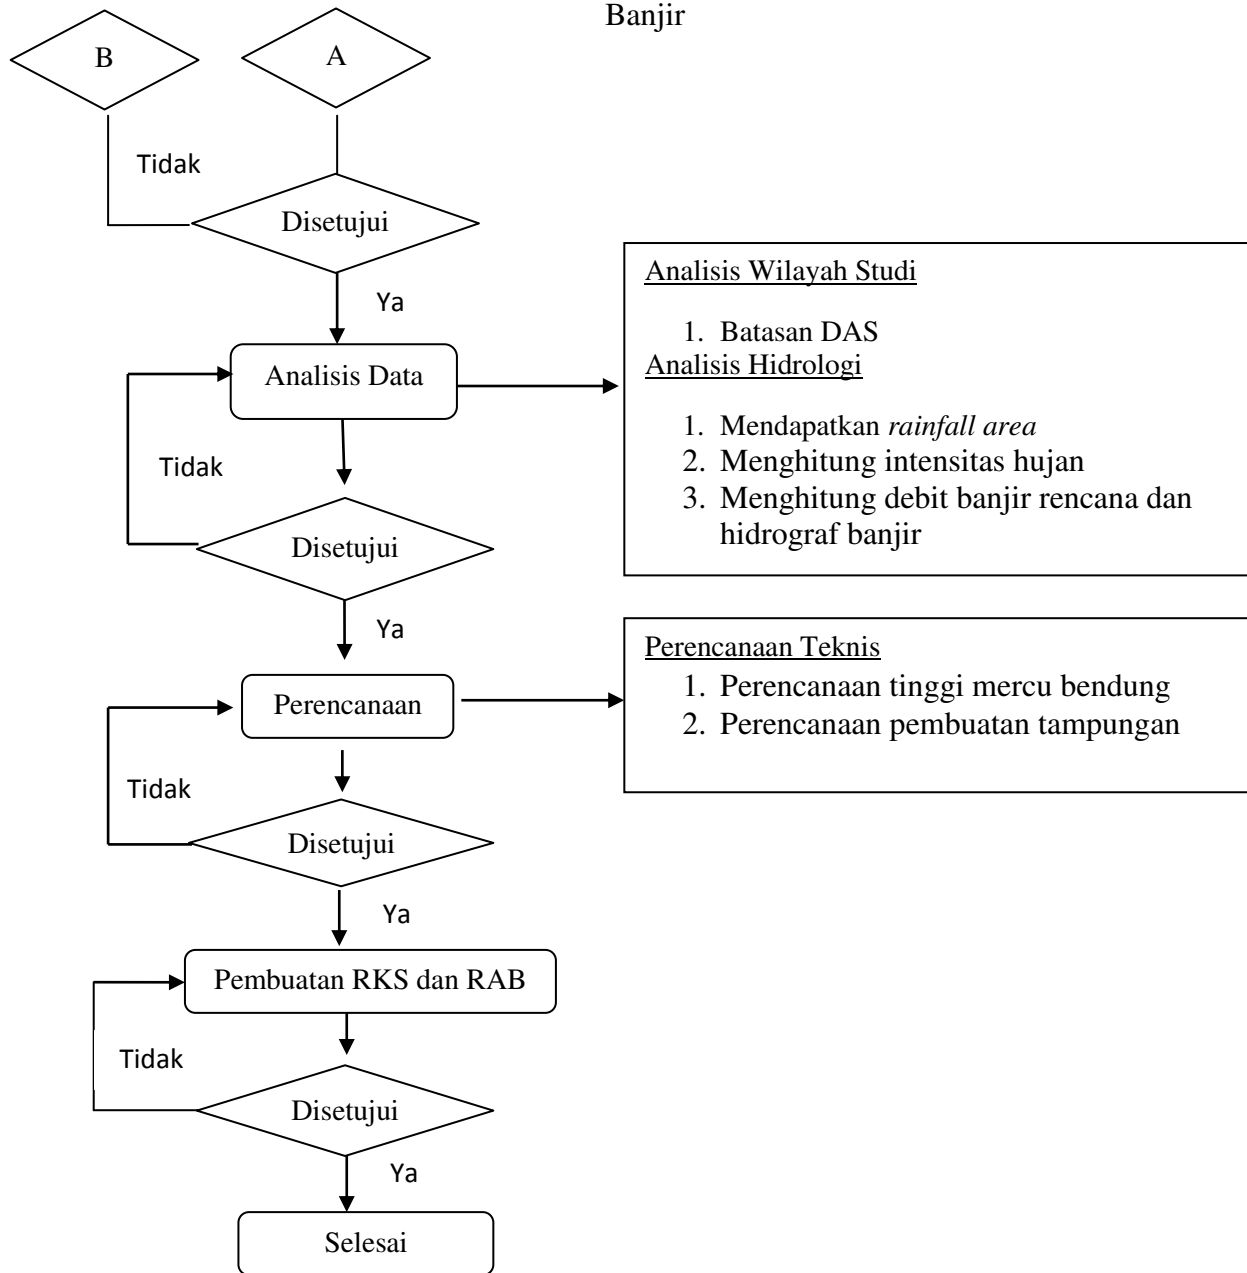 Banjir
B
A
Tidak
Disetujui
Ya
Analisis Wilayah Studi
1. Batasan DAS
Analisis Hidrologi
1. Mendapatkan rainfall area
2. Menghitung intensitas hujan
3. Menghitung debit banjir rencana dan
hidrograf banjir
Analisis Data
Tidak
Disetujui
Ya
Perencanaan Teknis
1. Perencanaan tinggi mercu bendung
2. Perencanaan pembuatan tampungan
Perencanaan
Tidak
Disetujui
Ya
Pembuatan RKS dan RAB
Tidak
Disetujui
Ya
Selesai